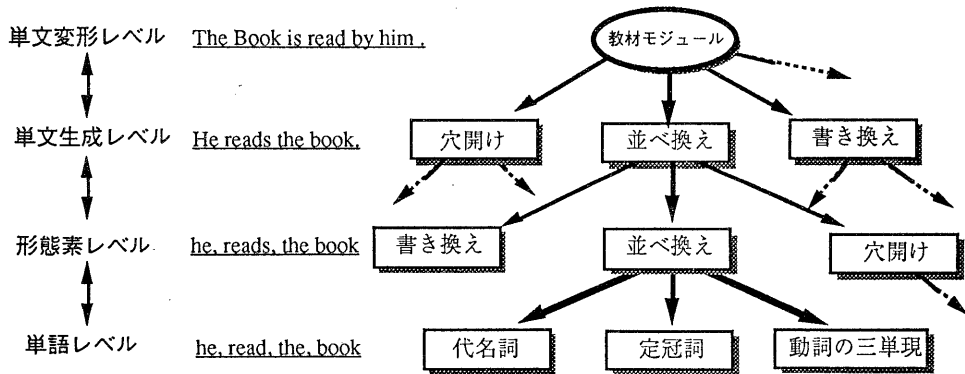 単文変形レベル The Book is read by him , 教材モジュール
単文生成レベル He reads the book, 穴開け 並べ換え 書き換え
形態素レベル he, reads, the book 書き換え 並べ換え 穴開け
単語レベル he, read, the, book 代名詞 定冠詞 動詞の三単現